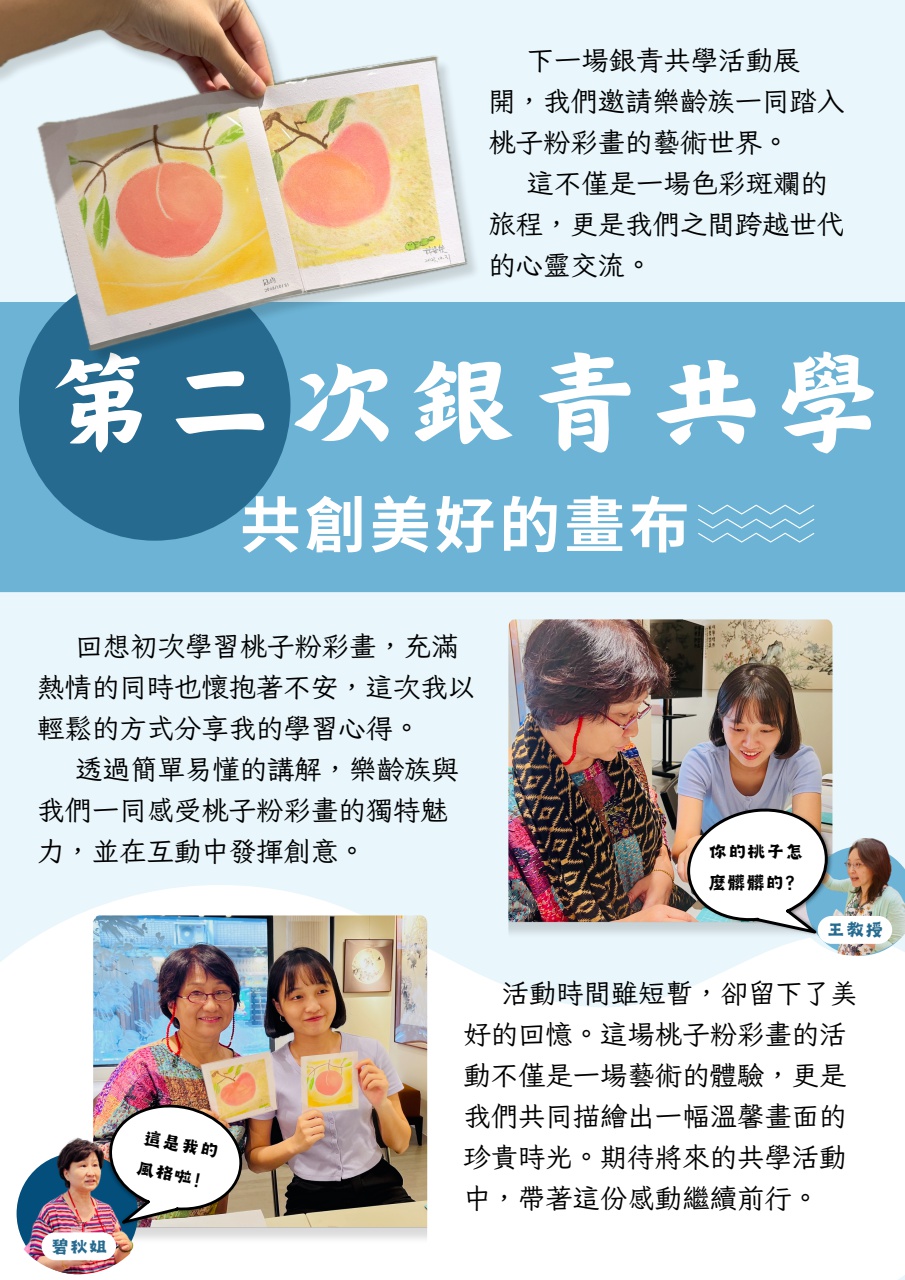 下一場銀青共學活動展
開，我們邀請樂齡族一同踏入
桃子粉彩畫的藝術世界。
這不僅是一場色彩斑斕的
旅程，更是我們之間跨越世代
的心靈交流。
第二次銀青共學
共創美好的畫布
回想初次學習桃子粉彩畫，充滿
熱情的同時也懷抱著不安，這次我以
輕鬆的方式分享我的學習心得。
透過簡單易懂的講解，樂齡族與
我們一同感受桃子粉彩畫的獨特魅
力，並在互動中發揮創意。
你的桃子怎
麼髒髒的？
王教授
這是我的
風格啦！
碧秋姐
活動時間雖短暫，卻留下了美
好的回憶。這場桃子粉彩畫的活
動不僅是一場藝術的體驗，更是
我們共同描繪出一幅溫馨畫面的
珍貴時光。期待將來的共學活動
中，帶著這份感動繼續前行。